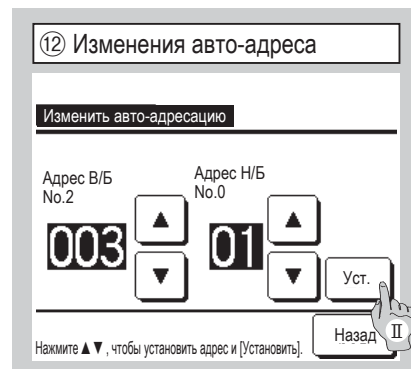 ⑫ Изменения авто-адреса
Изменить авто-адресацию
Адрес В/Б
No.2
Адрес Н/Б
No.0
003
▲
▼
01
▲
▼
Уст.
Нажмите ▲ ▼ , чтобы установить адрес и [Установить].
Назад
II